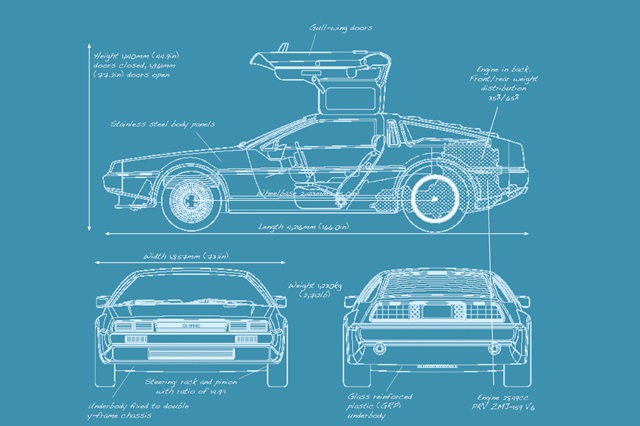 Gull-wing doors
Height 1,140mm (44.9in)
doors closed, 1,961mm
(77.2in) doors open
Engine in back.
Front/rear weight
distribution
35%/65%
Stainless steel body panels
Wheelbase
Length 4,216mm (166.0in)
Width 1,857mm (73.1in)
Weight 1,230kg
(2,712lb)
DMC
Steering rack and pinion
with ratio of 14.9:1
Underbody fixed to double
y-frame chassis
Glass reinforced
plastic (GRP)
underbody
Engine 2849cc
PRV ZMJ-159 V6